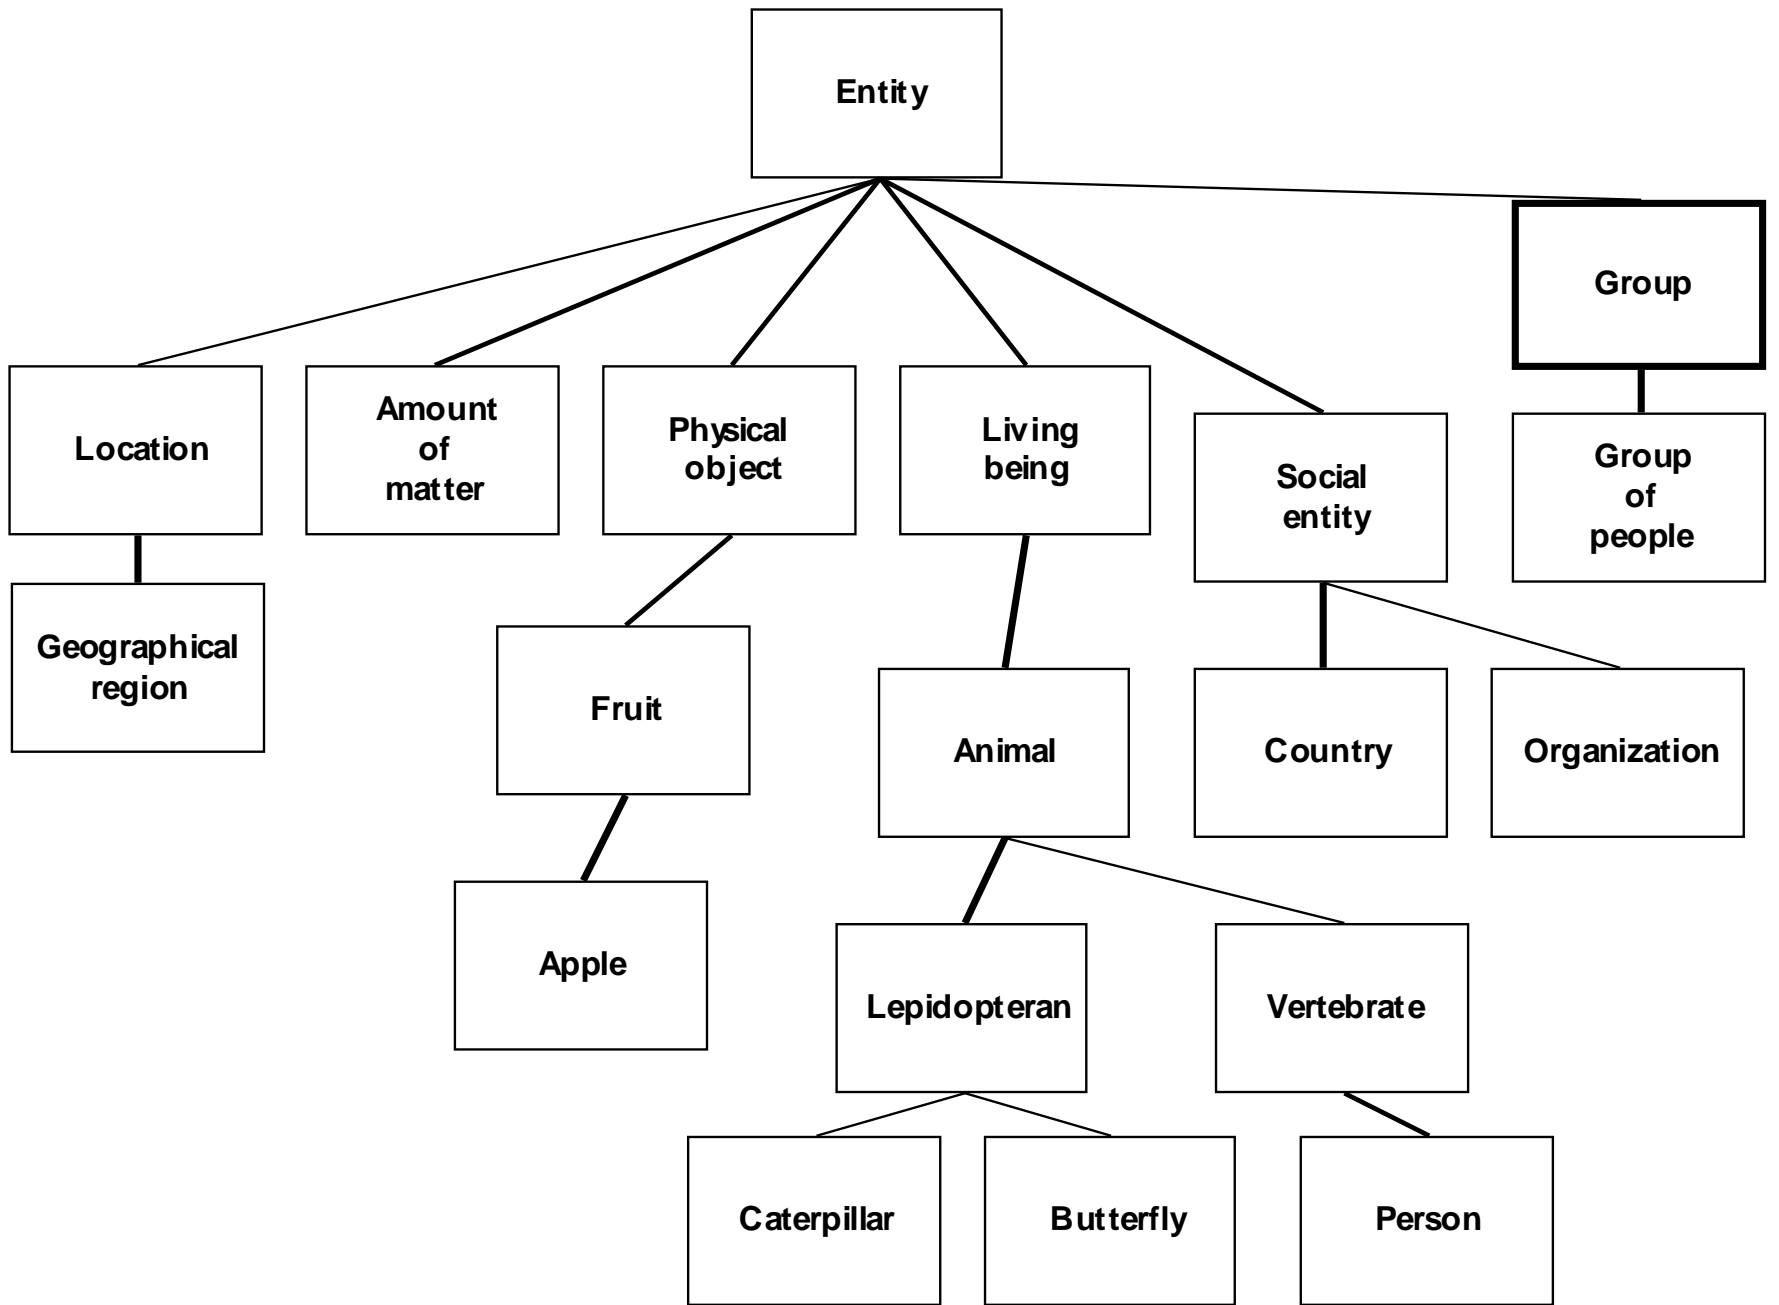 Entity
Group
Location
Amount
of
matter
Physical
object
Living
being
Social
entity
Group
of
people
Geographical
region
Fruit
Animal
Country
Organization
Apple
Lepidopteran
Vertebrate
Caterpillar
Butterfly
Person